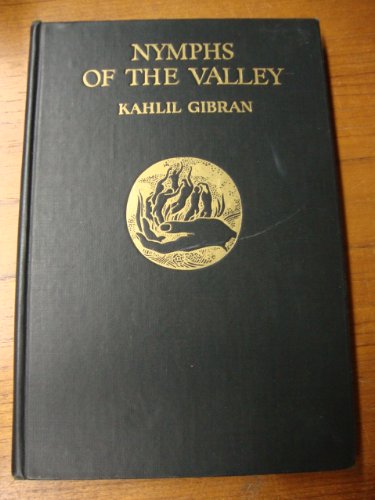 NYMPHS
OF THE VALLEY
KAHLIL GIBRAN